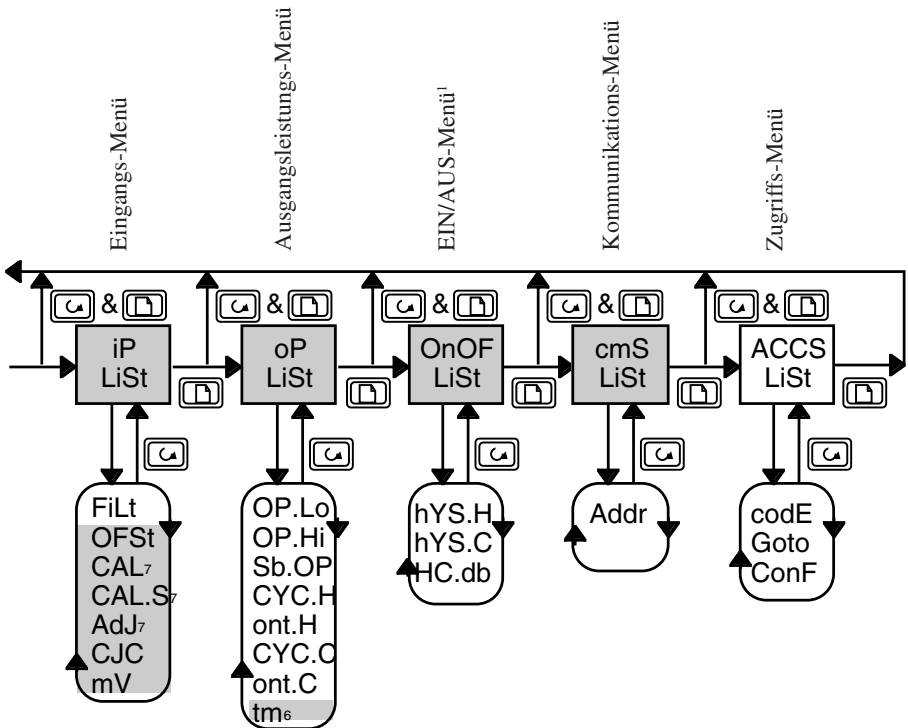 Eingangs-Menü
Ausgangsleistungs-Menü
EIN/AUS-Menü¹
Kommunikations-Menü
Zugriffs-Menü
&
&
&
&
&
iP
LiSt
oP
LiSt
OnOF
LiSt
cmS
LiSt
ACCS
LiSt
FiLt
OFSt
CAL7
CAL.S7
AdJ7
CJC
mV
OP.Lo
OP.Hi
Sb.OP
CYC.H
ont.H
CYC.C
ont.C
tm6
hYS.H
hYS.C
HC.db
Addr
codE
Goto
ConF